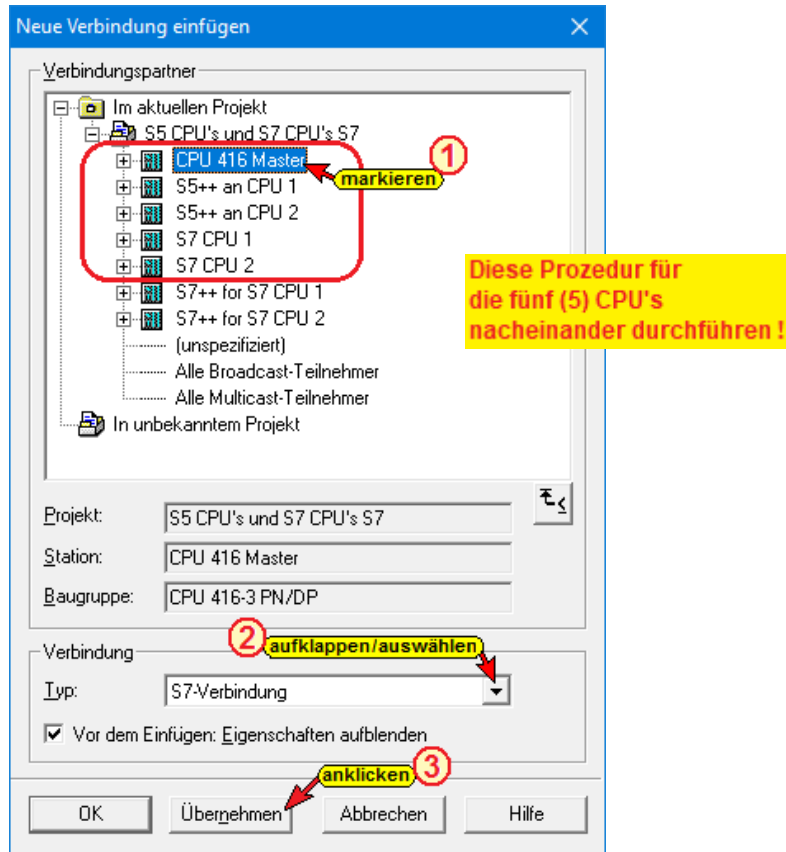 Neue Verbindung einfügen
Verbindungspartner
Im aktuellen Projekt
S5 CPU's und S7 CPU's S7
CPU 416 Master
1
markieren
S5++ an CPU 1
S5++ an CPU 2
S7 CPU 1
S7 CPU 2
Diese Prozedur für
die fünf (5) CPU's
nacheinander durchführen !
S7++ for S7 CPU 1
S7++ for S7 CPU 2
(unspezifiziert)
Alle Broadcast-Teilnehmer
Alle Multicast-Teilnehmer
In unbekanntem Projekt
Projekt: S5 CPU's und S7 CPU's S7
Station: CPU 416 Master
Baugruppe: CPU 416-3 PN/DP
2 aufklappen/auswählen
Verbindung
Typ: S7-Verbindung
Vor dem Einfügen: Eigenschaften aufblenden
anklicken 3
OK Übernehmen Abbrechen Hilfe